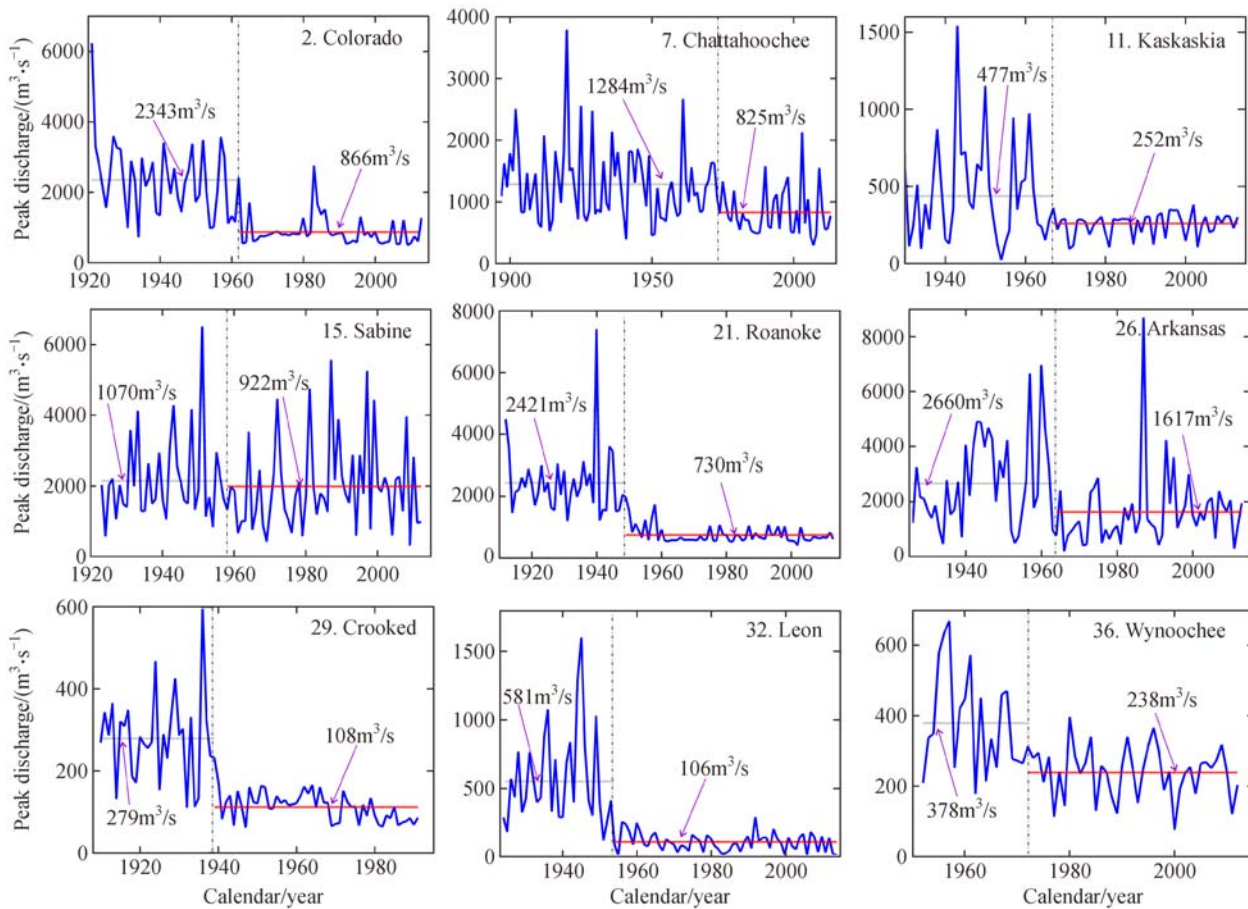 2. Colorado
7. Chattahoochee
11. Kaskaskia
Peak discharge/(m³·s⁻¹)
6000
4000
2000
0
2343m³/s
866m³/s
1920 1940 1960 1980 2000
4000
3000
2000
1000
0
1284m³/s
825m³/s
1900 1950 2000
1500
1000
500
0
477m³/s
252m³/s
1940 1960 1980 2000
15. Sabine
21. Roanoke
26. Arkansas
Peak discharge/(m³·s⁻¹)
6000
4000
2000
0
1070m³/s
922m³/s
1920 1940 1960 1980 2000
8000
6000
4000
2000
0
2421m³/s
730m³/s
1920 1940 1960 1980 2000
8000
6000
4000
2000
0
2660m³/s
1617m³/s
1940 1960 1980 2000
29. Crooked
32. Leon
36. Wynoochee
Peak discharge/(m³·s⁻¹)
600
400
200
0
279m³/s
108m³/s
1920 1940 1960 1980
Calendar/year
1500
1000
500
0
581m³/s
106m³/s
1940 1960 1980 2000
Calendar/year
600
400
200
0
378m³/s
238m³/s
1960 1980 2000
Calendar/year